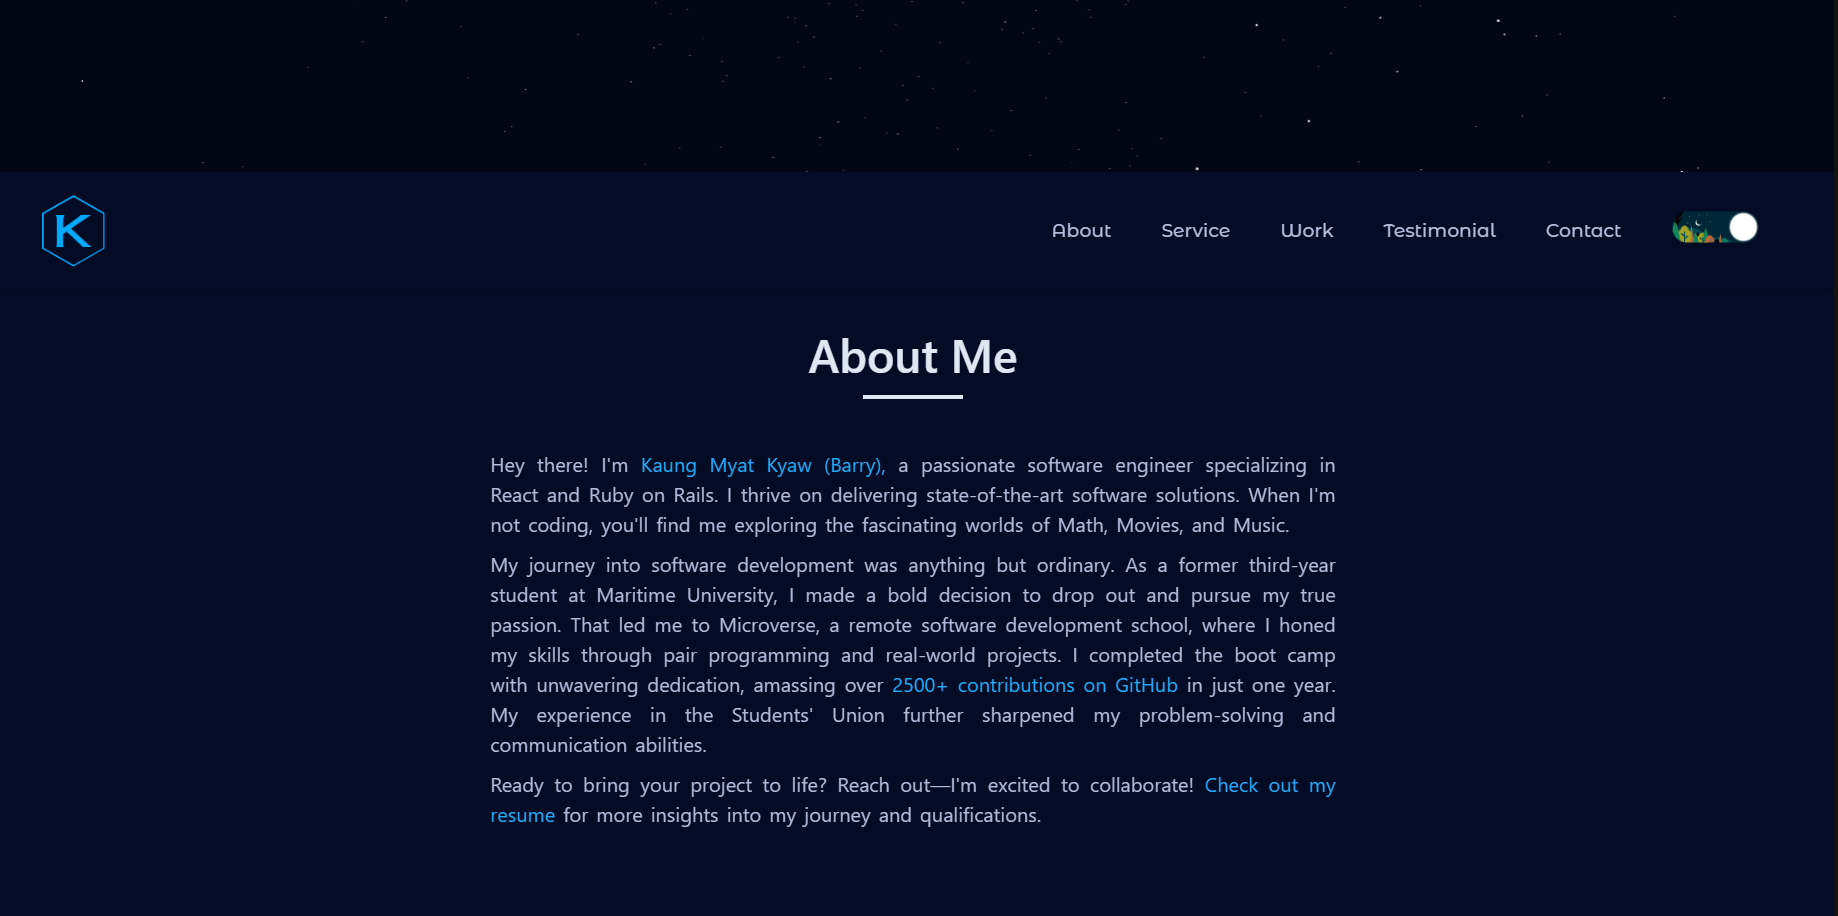 K
About Service Work Testimonial Contact
About Me
Hey there! I'm Kaung Myat Kyaw (Barry), a passionate software engineer specializing in
React and Ruby on Rails. I thrive on delivering state-of-the-art software solutions. When I'm
not coding, you'll find me exploring the fascinating worlds of Math, Movies, and Music.
My journey into software development was anything but ordinary. As a former third-year
student at Maritime University, I made a bold decision to drop out and pursue my true
passion. That led me to Microverse, a remote software development school, where I honed
my skills through pair programming and real-world projects. I completed the boot camp
with unwavering dedication, amassing over 2500+ contributions on GitHub in just one year.
My experience in the Students' Union further sharpened my problem-solving and
communication abilities.
Ready to bring your project to life? Reach out—I'm excited to collaborate! Check out my
resume for more insights into my journey and qualifications.